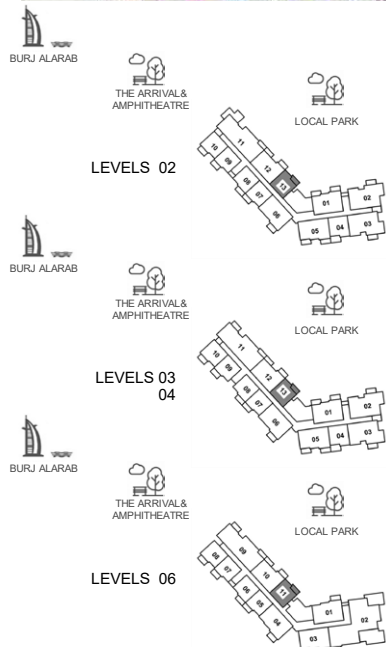 BURJ ALARAB
THE ARRIVAL&
AMPHITHEATRE
LOCAL PARK
LEVELS 02
11
10
09
12
13
08
07
06
01
02
05
04
03
BURJ ALARAB
THE ARRIVAL&
AMPHITHEATRE
LOCAL PARK
LEVELS 03
04
11
10
09
12
13
08
07
06
01
02
05
04
03
BURJ ALARAB
THE ARRIVAL&
AMPHITHEATRE
LOCAL PARK
LEVELS 06
09
08
07
10
11
06
05
04
01
02
03